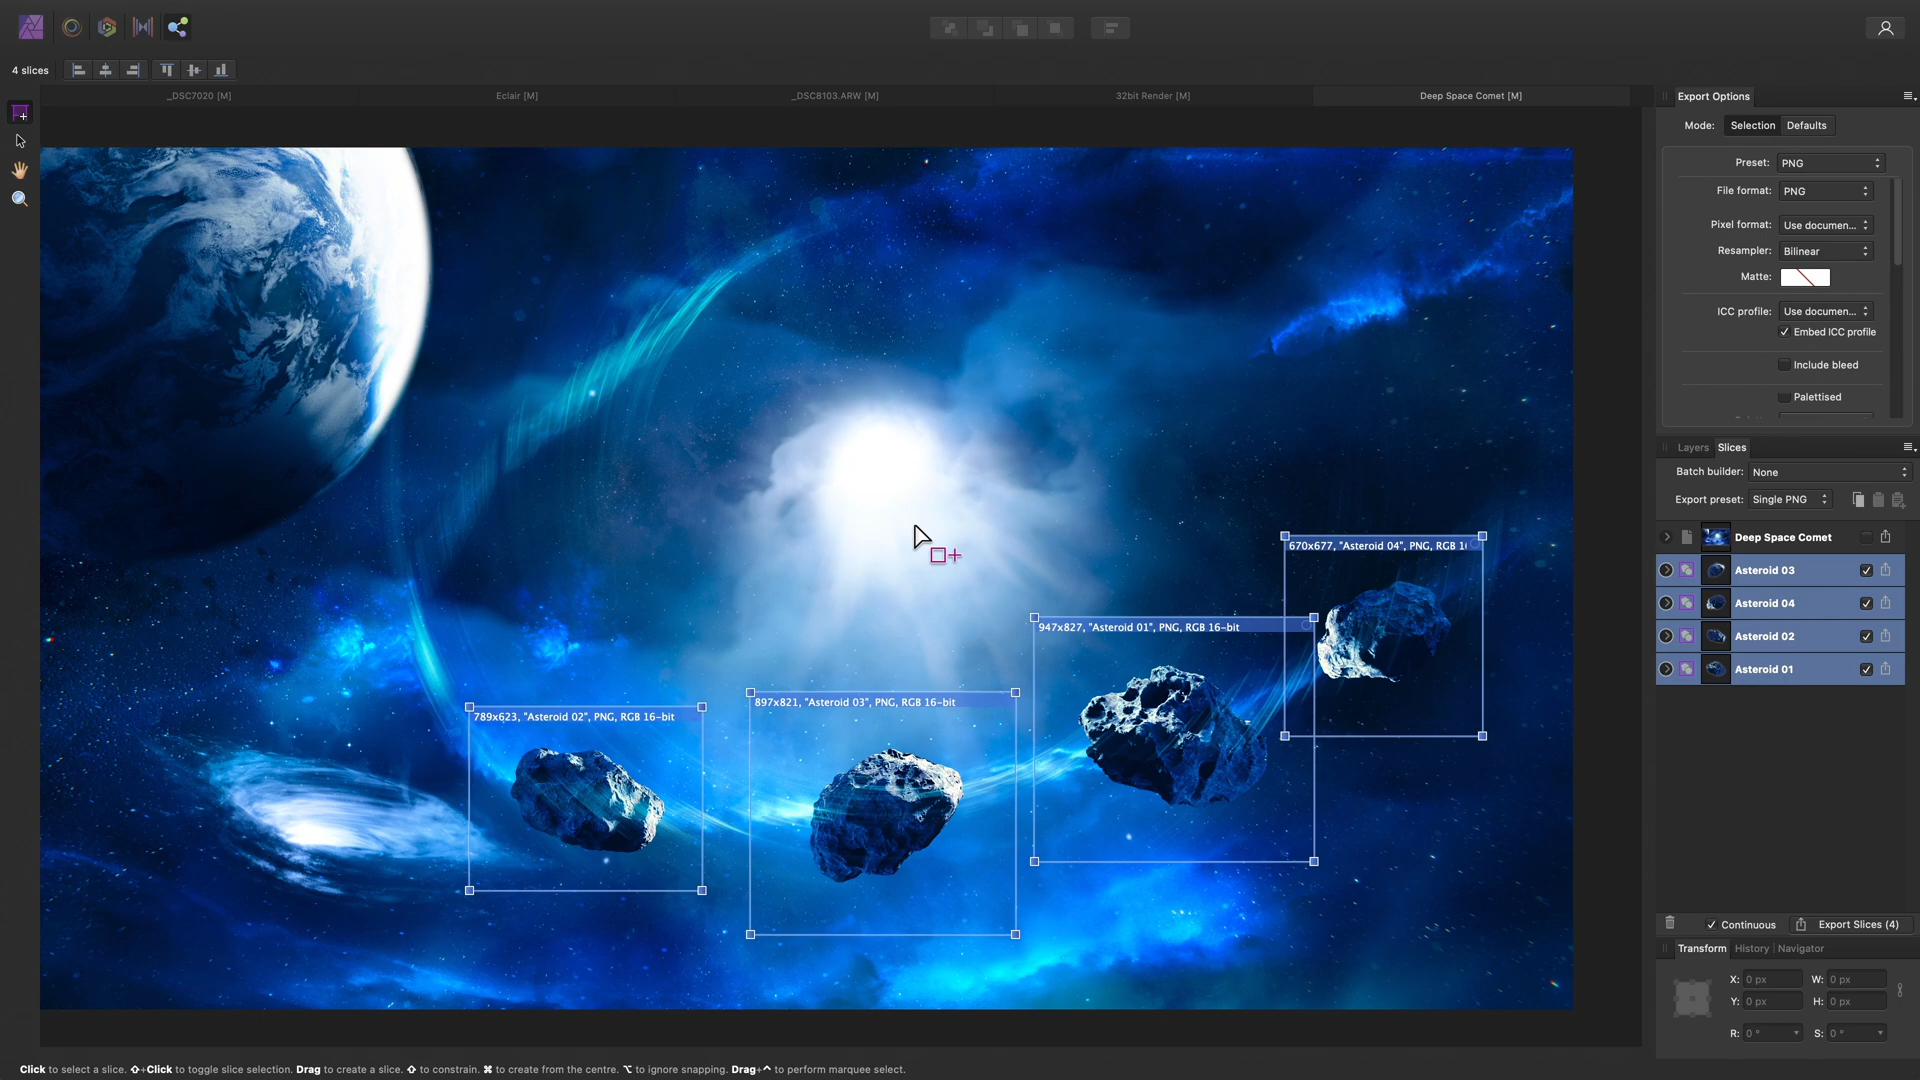 4 slices
_DSC7020 [M]
Eclair [M]
_DSC8103.ARW [M]
32bit Render [M]
Deep Space Comet [M]
Export Options
Mode: Selection Defaults
Preset: PNG
File format: PNG
Pixel format: Use documen...
Resampler: Bilinear
Matte:
ICC profile: Use documen...
Embed ICC profile
Include bleed
Palettised
Layers Slices
Batch builder: None
Export preset: Single PNG
Deep Space Comet
Asteroid 03
Asteroid 04
Asteroid 02
Asteroid 01
670x677, "Asteroid 04", PNG, RGB 1
947x827, "Asteroid 01", PNG, RGB 16-bit
897x821, "Asteroid 03", PNG, RGB 16-bit
789x623, "Asteroid 02", PNG, RGB 16-bit
Continuous Export Slices (4)
Transform History Navigator
X: 0 px W: 0 px
Y: 0 px H: 0 px
R: 0 ° S: 0 °
Click to select a slice. ⇧+Click to toggle slice selection. Drag to create a slice. ⇧ to constrain. ⌘ to create from the centre. ⌥ to ignore snapping. Drag+^ to perform marquee select.